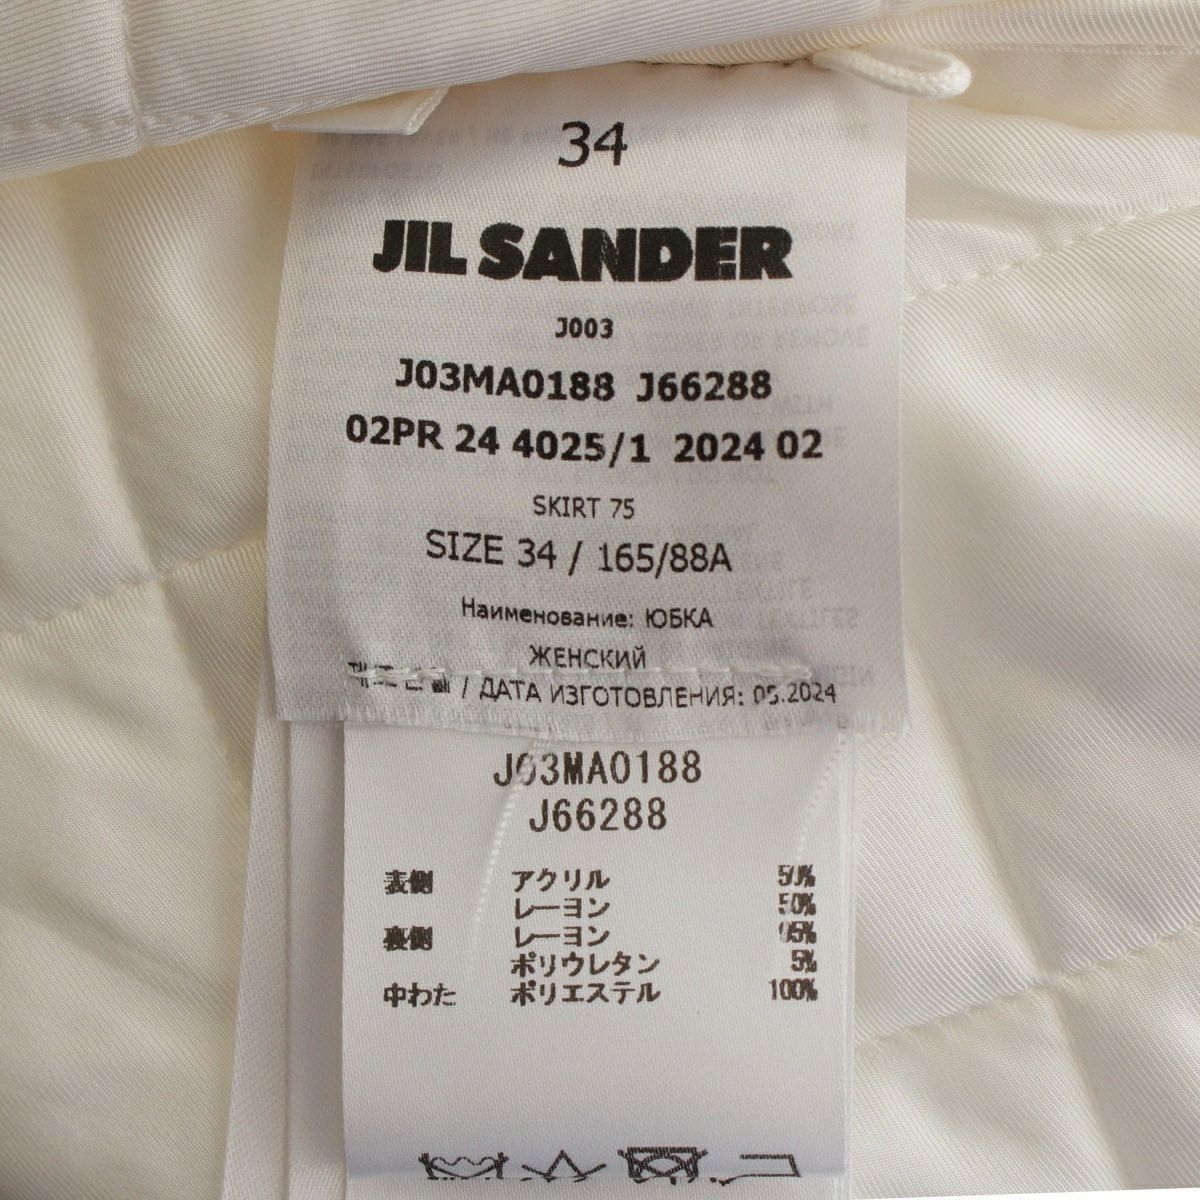 34
JIL SANDER
J003
J03MA0188 J66288
02PR 24 4025/1 2024 02
SKIRT 75
SIZE 34 / 165/88A
Наименование: ЮБКА
ЖЕНСКИЙ
/ ДАТА ИЗГОТОВЛЕНИЯ: 05.2024
J03MA0188
J66288
表側 アクリル 50%
レーヨン 50%
裏側 レーヨン 95%
ポリウレタン 5%
中わた ポリエステル 100%